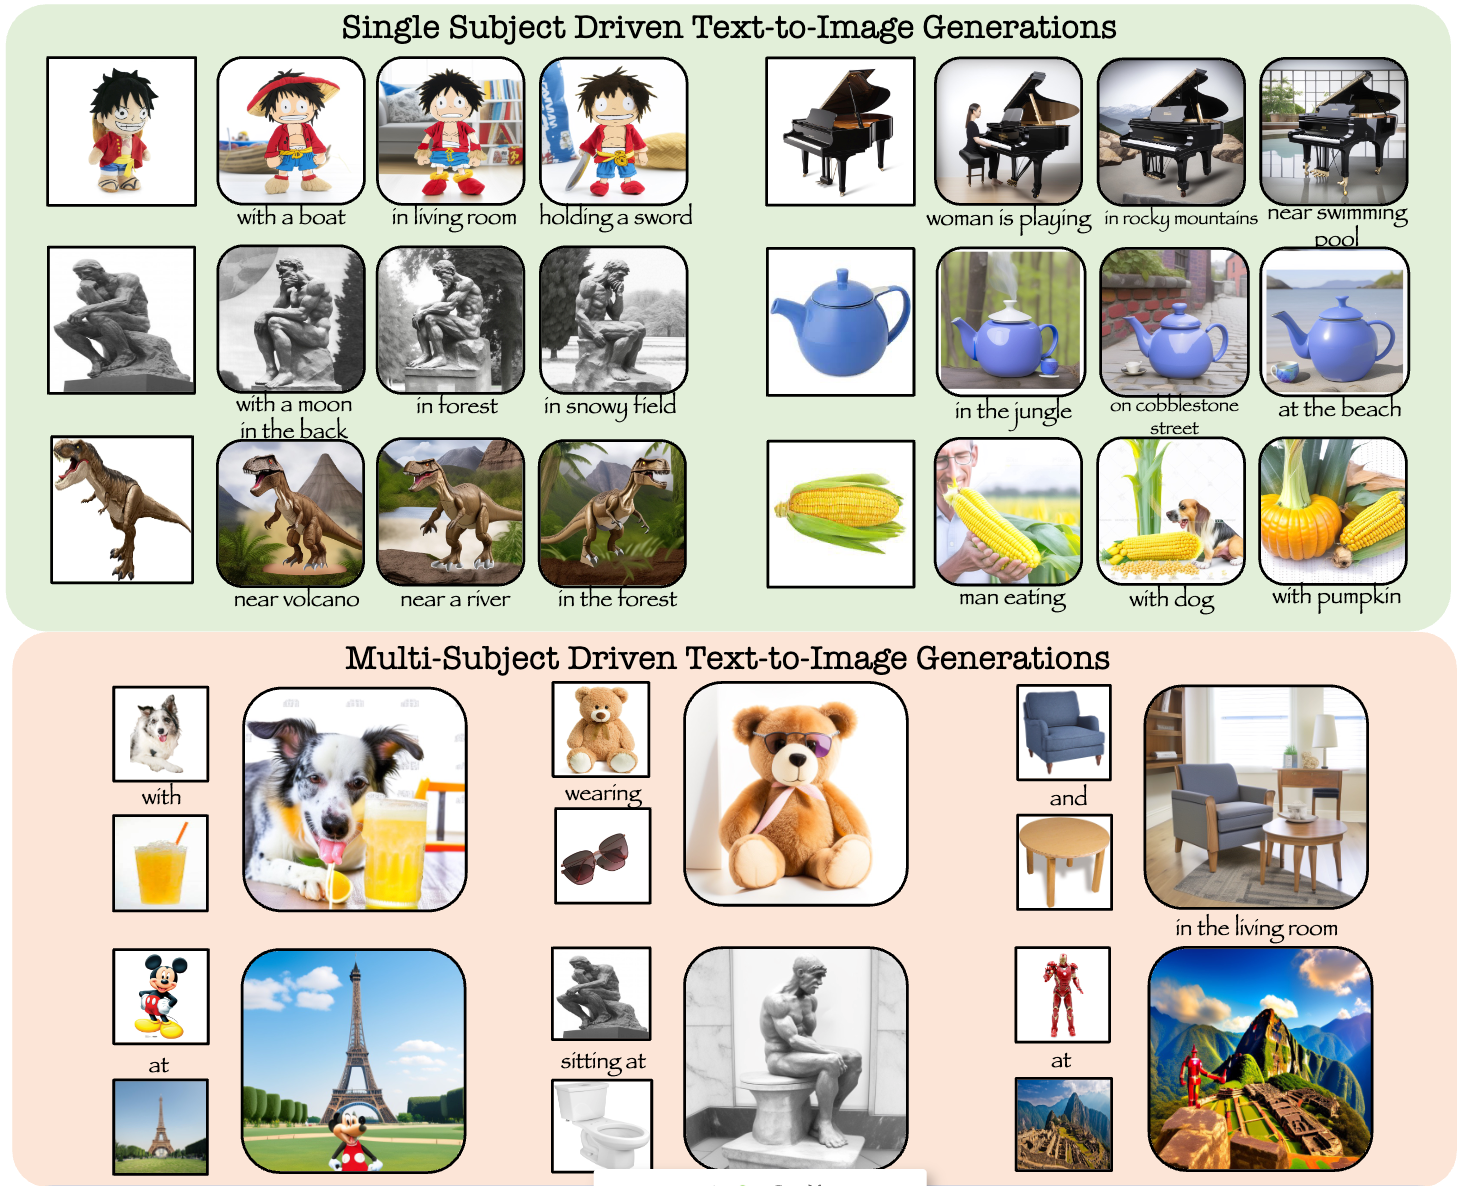 Single Subject Driven Text-to-Image Generations
with a boat
in living room
holding a sword
woman is playing
in rocky mountains
near swimming
pool
with a moon
in the back
in forest
in snowy field
in the jungle
on cobblestone
street
at the beach
near volcano
near a river
in the forest
man eating
with dog
with pumpkin
Multi-Subject Driven Text-to-Image Generations
with
wearing
and
in the living room
at
sitting at
at